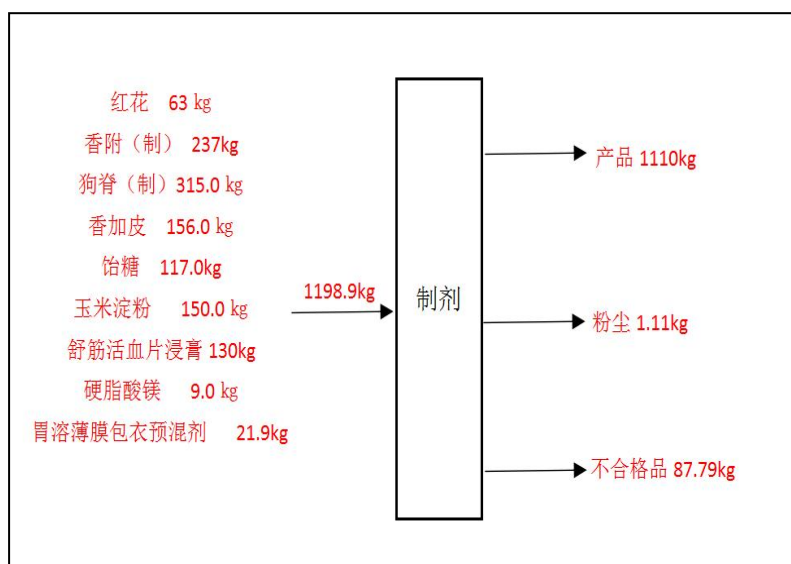 红花 63 kg
香附（制） 237kg
狗脊（制）315.0 kg
香加皮 156.0 kg
饴糖 117.0kg
玉米淀粉 150.0 kg
舒筋活血片浸膏 130kg
硬脂酸镁 9.0 kg
胃溶薄膜包衣预混剂 21.9kg
1198.9kg
制剂
产品 1110kg
粉尘 1.11kg
不合格品 87.79kg